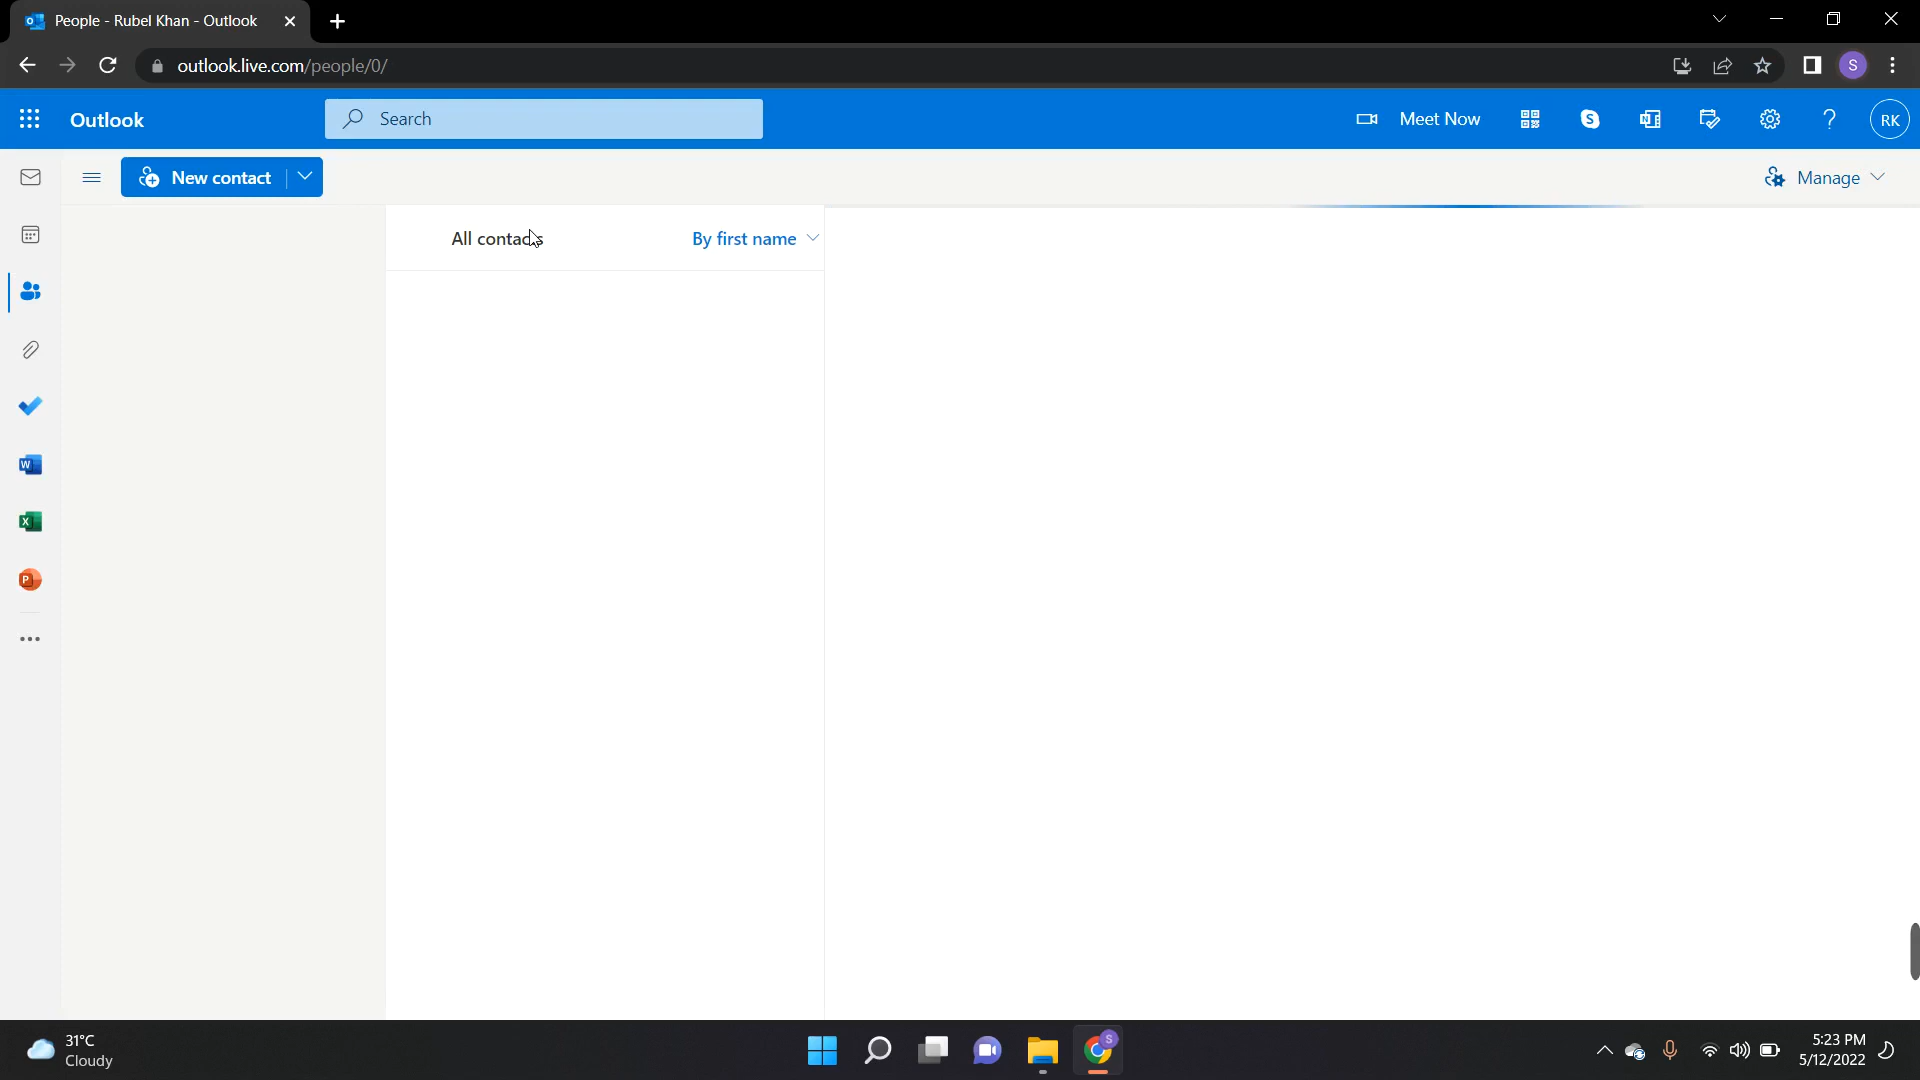 People - Rubel Khan - Outlook
outlook.live.com/people/0/
S
Outlook
Search
Meet Now
RK
New contact
Manage
All contacts
By first name
31°C
Cloudy
5:23 PM
5/12/2022